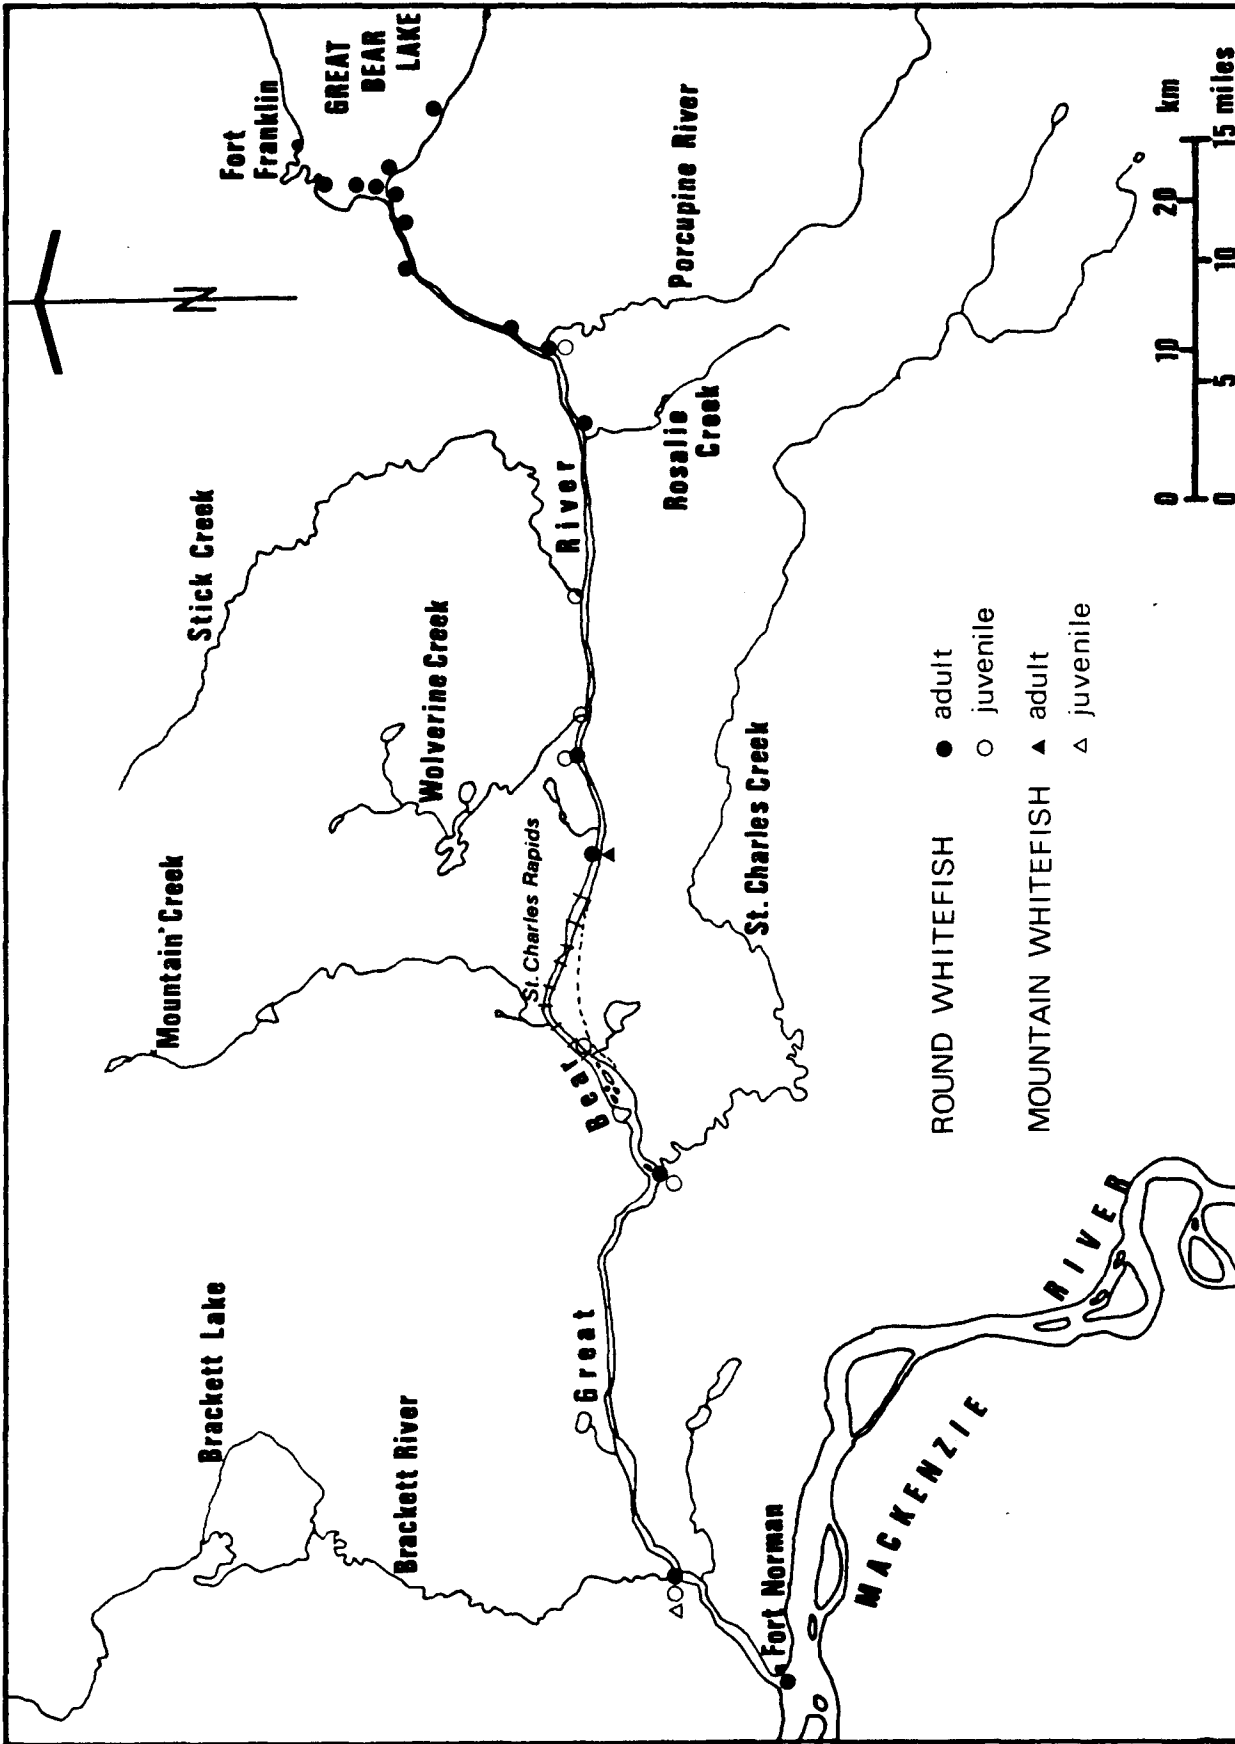 Fort
Franklin
GREAT
BEAR
LAKE
N
Stick Creek
Porcupine River
Rosalie
Creek
River
Wolverine Creek
Mountain Creek
St. Charles Rapids
St. Charles Creek
Bear
Great
Brackett Lake
Brackett River
Fort Norman
MACKENZIE
RIVER
ROUND WHITEFISH ● adult
○ juvenile
MOUNTAIN WHITEFISH ▲ adult
△ juvenile
0 10 20 km
0 5 10 15 miles